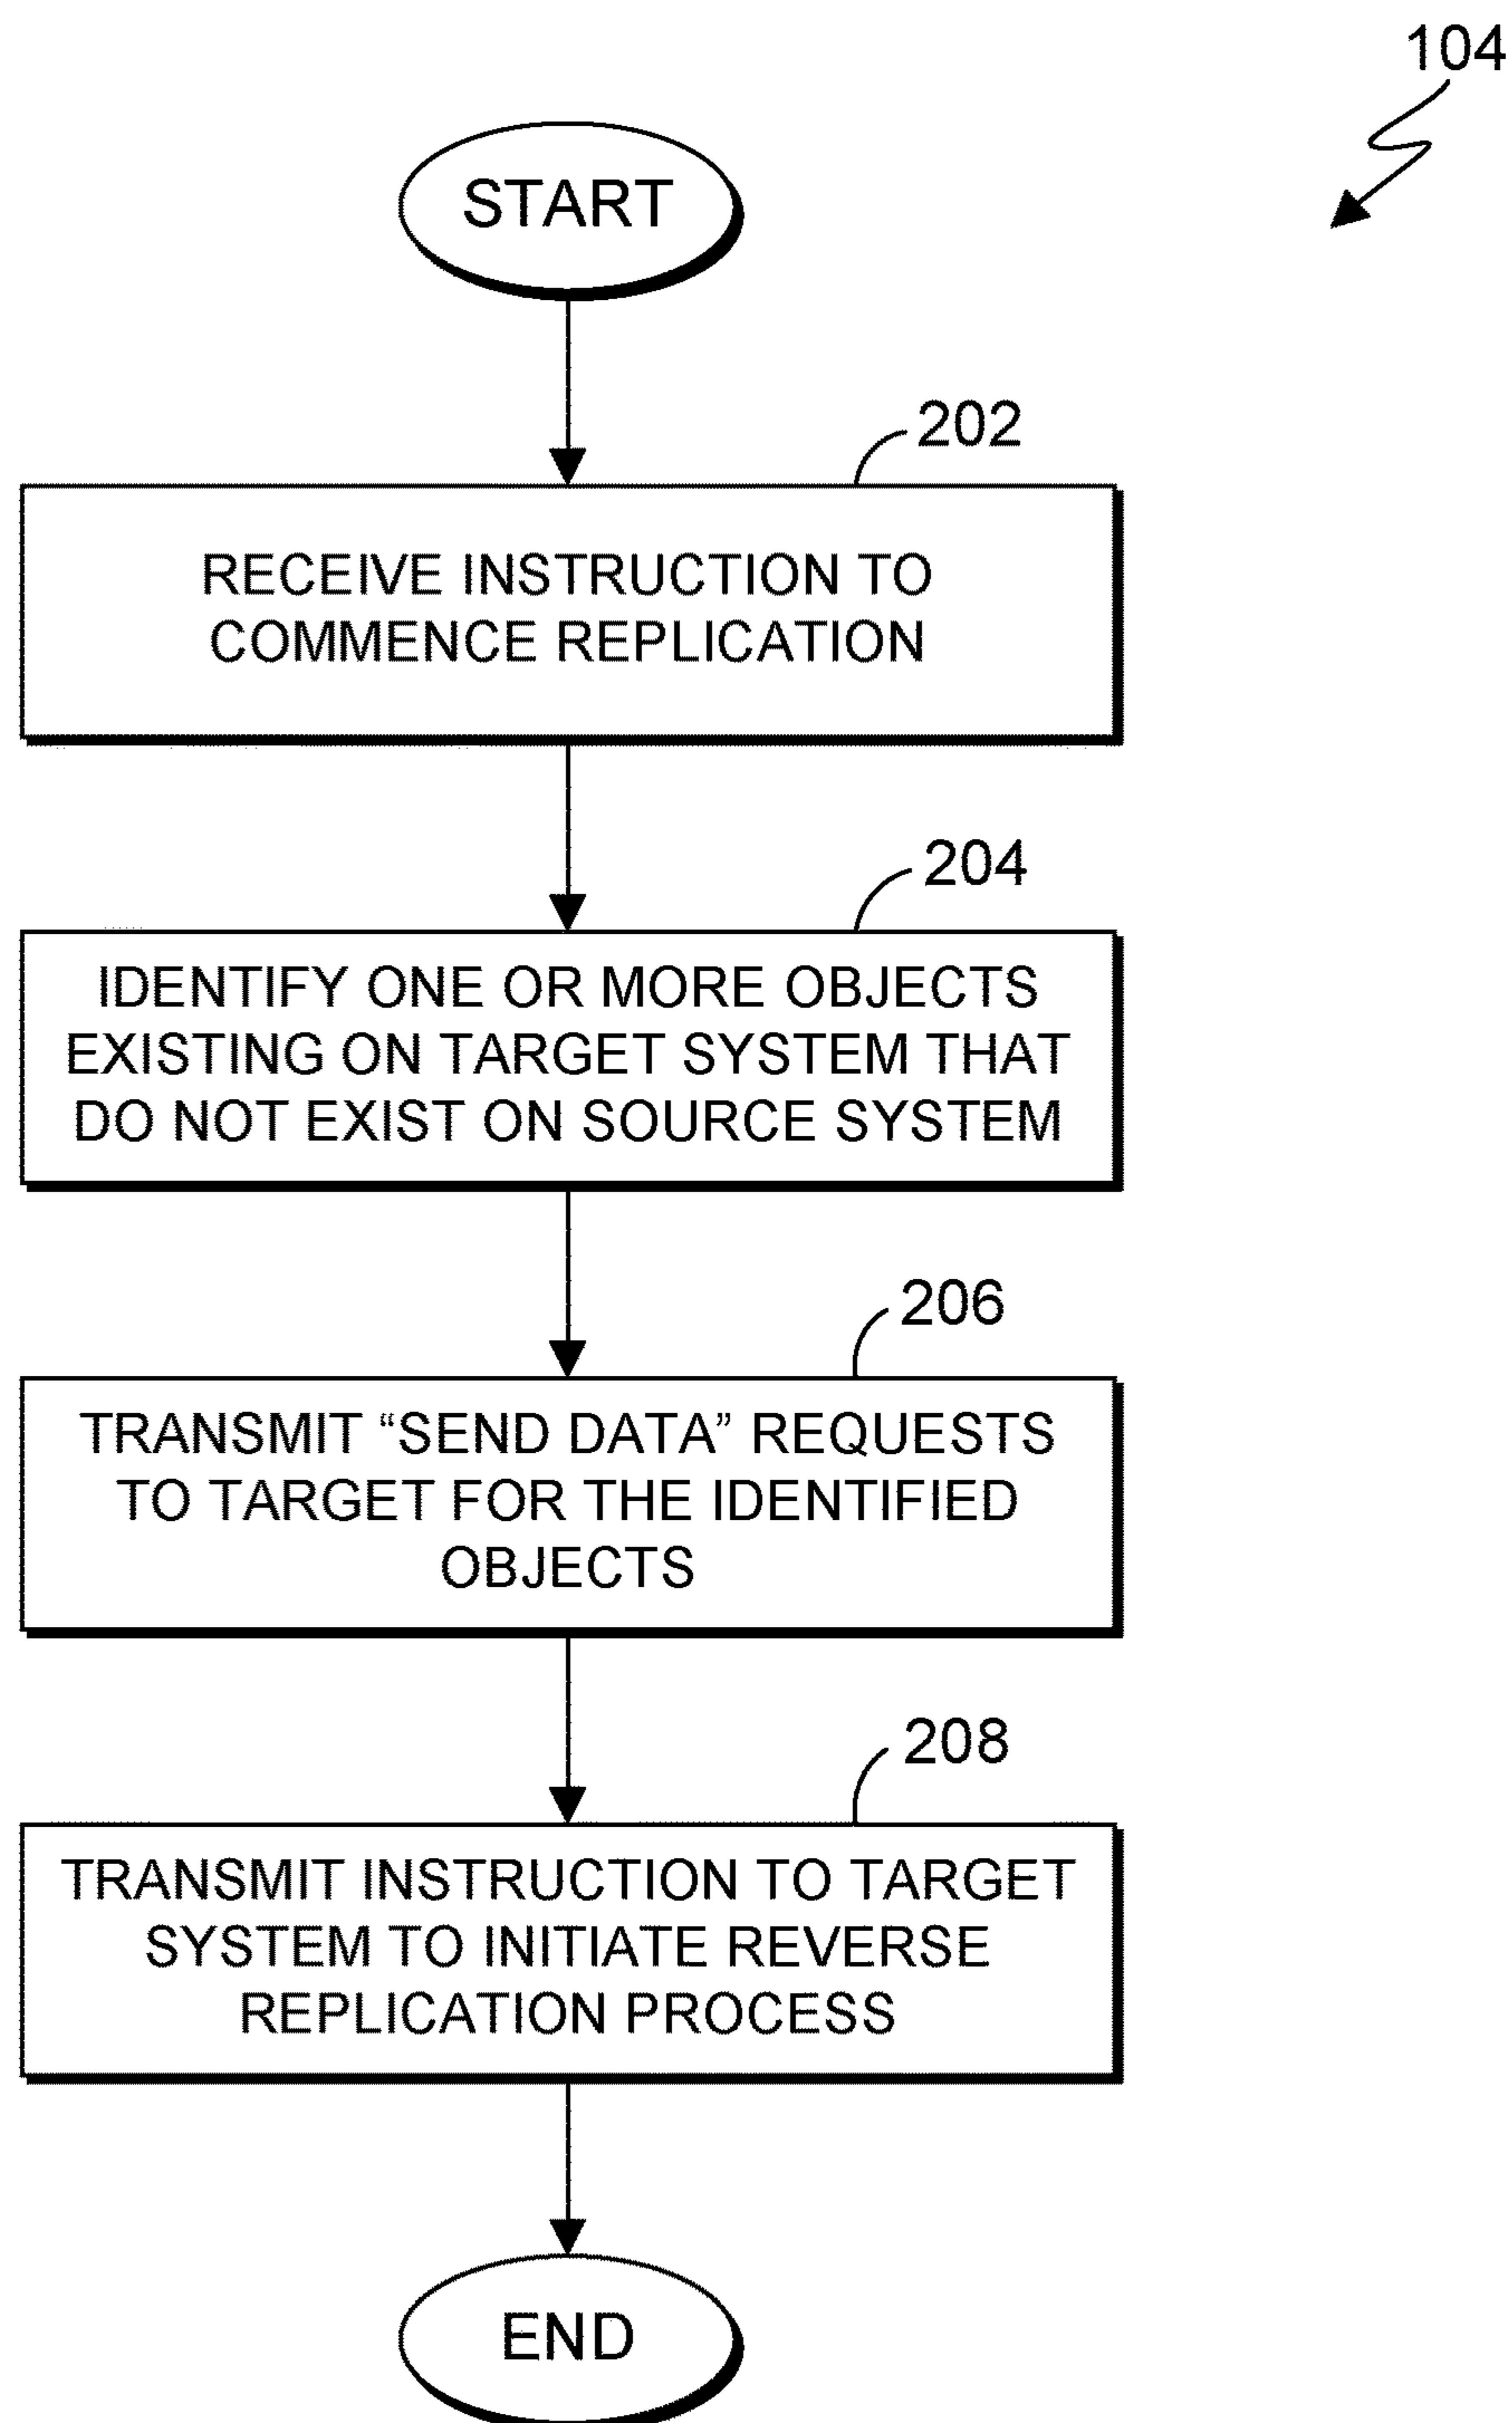 104
START
202
RECEIVE INSTRUCTION TO
COMMENCE REPLICATION
204
IDENTIFY ONE OR MORE OBJECTS
EXISTING ON TARGET SYSTEM THAT
DO NOT EXIST ON SOURCE SYSTEM
206
TRANSMIT “SEND DATA” REQUESTS
TO TARGET FOR THE IDENTIFIED
OBJECTS
208
TRANSMIT INSTRUCTION TO TARGET
SYSTEM TO INITIATE REVERSE
REPLICATION PROCESS
END